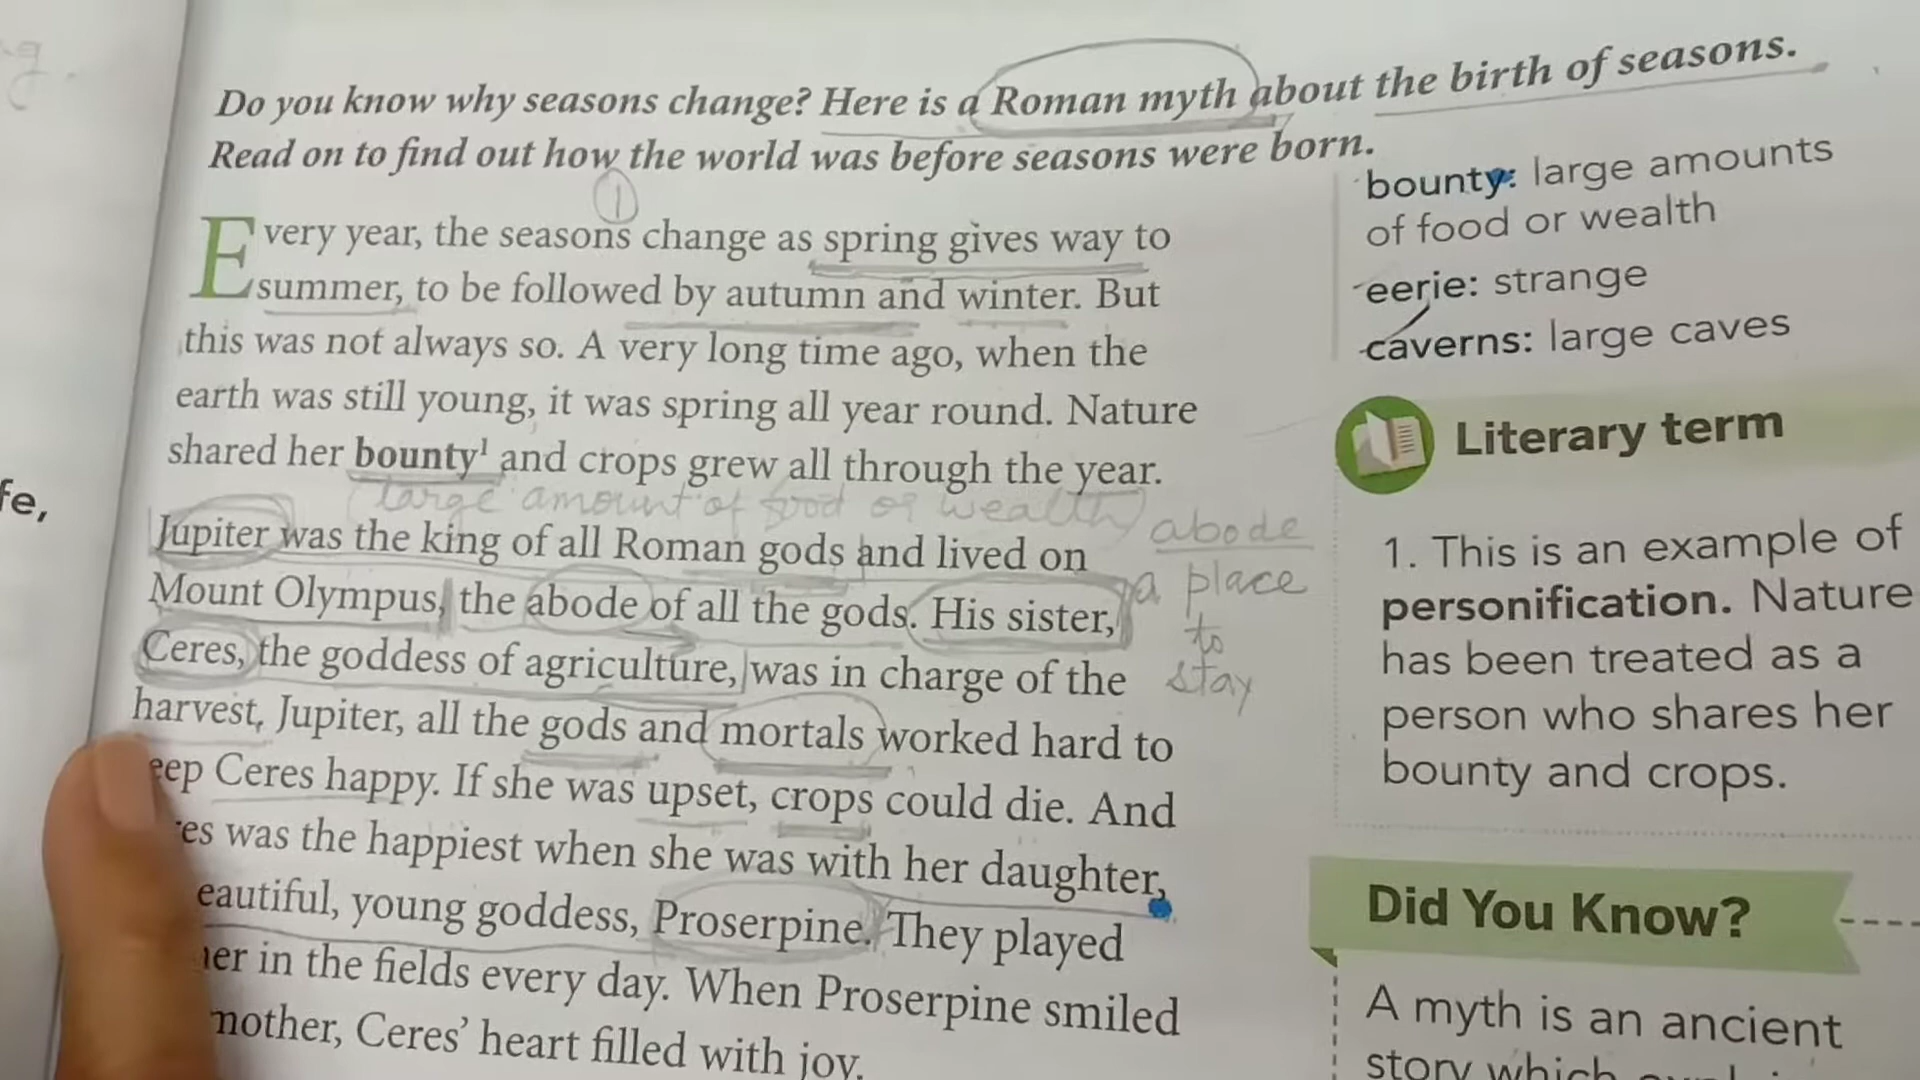 Do you know why seasons change? Here is a Roman myth about the birth of seasons.
Read on to find out how the world was before seasons were born.
1
Every year, the seasons change as spring gives way to
summer, to be followed by autumn and winter. But
this was not always so. A very long time ago, when the
earth was still young, it was spring all year round. Nature
shared her bounty¹ and crops grew all through the year.
(large amount of food or wealth)
Jupiter was the king of all Roman gods and lived on
Mount Olympus, the abode of all the gods. His sister,
Ceres, the goddess of agriculture, was in charge of the
harvest, Jupiter, all the gods and mortals worked hard to
eep Ceres happy. If she was upset, crops could die. And
es was the happiest when she was with her daughter,
eautiful, young goddess, Proserpine. They played
her in the fields every day. When Proserpine smiled
mother, Ceres' heart filled with joy.
abode
a place
to
stay
fe,
bounty: large amounts
of food or wealth
eerie: strange
caverns: large caves
Literary term
1. This is an example of
personification. Nature
has been treated as a
person who shares her
bounty and crops.
Did You Know?
A myth is an ancient
story which